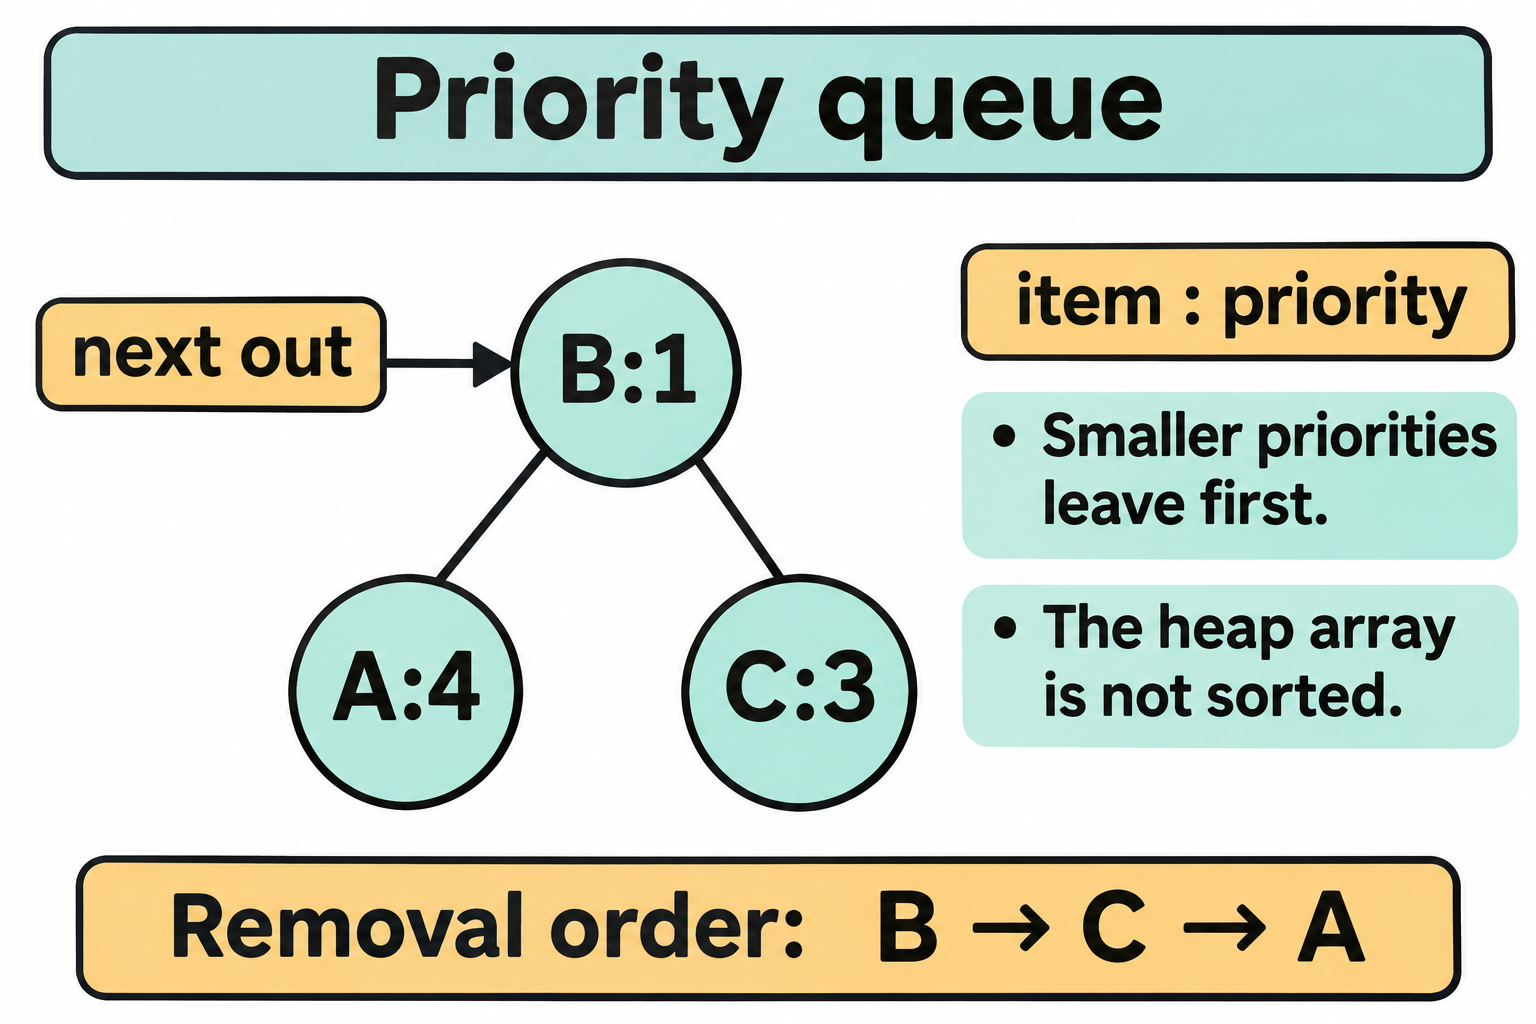 Priority queue
next out
B:1
A:4
C:3
item : priority
• Smaller priorities
leave first.
• The heap array
is not sorted.
Removal order: B → C → A